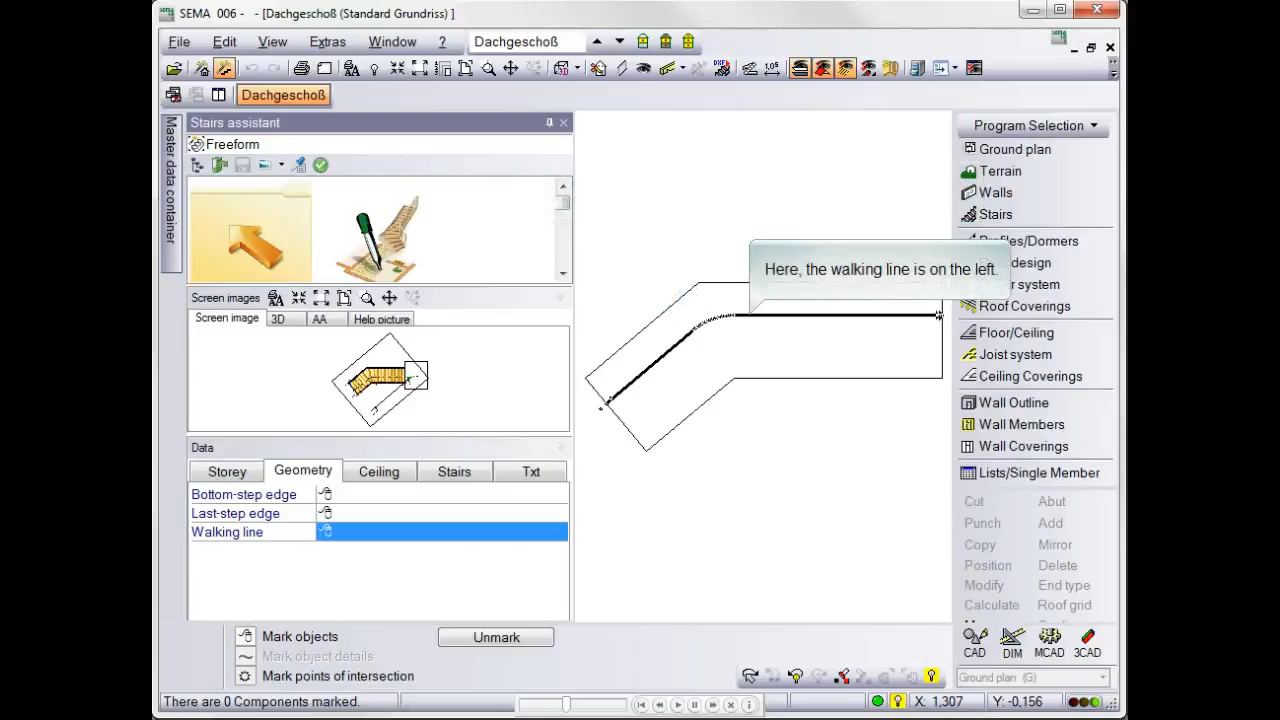 SEMA 006 - - [Dachgeschoß (Standard Grundriss) ]
File Edit View Extras Window ? Dachgeschoß
Dachgeschoß
Master data container
Stairs assistant
Freeform
Screen images
Screen image 3D AA Help picture
Data
Storey Geometry Ceiling Stairs Txt
Bottom-step edge
Last-step edge
Walking line
Here, the walking line is on the left.
Program Selection
Ground plan
Terrain
Walls
Stairs
Profiles/Dormers
design
system
Roof Coverings
Floor/Ceiling
Joist system
Ceiling Coverings
Wall Outline
Wall Members
Wall Coverings
Lists/Single Member
Cut Abut
Punch Add
Copy Mirror
Position Delete
Modify End type
Calculate Roof grid
CAD DIM MCAD 3CAD
Ground plan (G)
Mark objects Unmark
Mark object details
Mark points of intersection
There are 0 Components marked.
X: 1,307 Y: -0,156